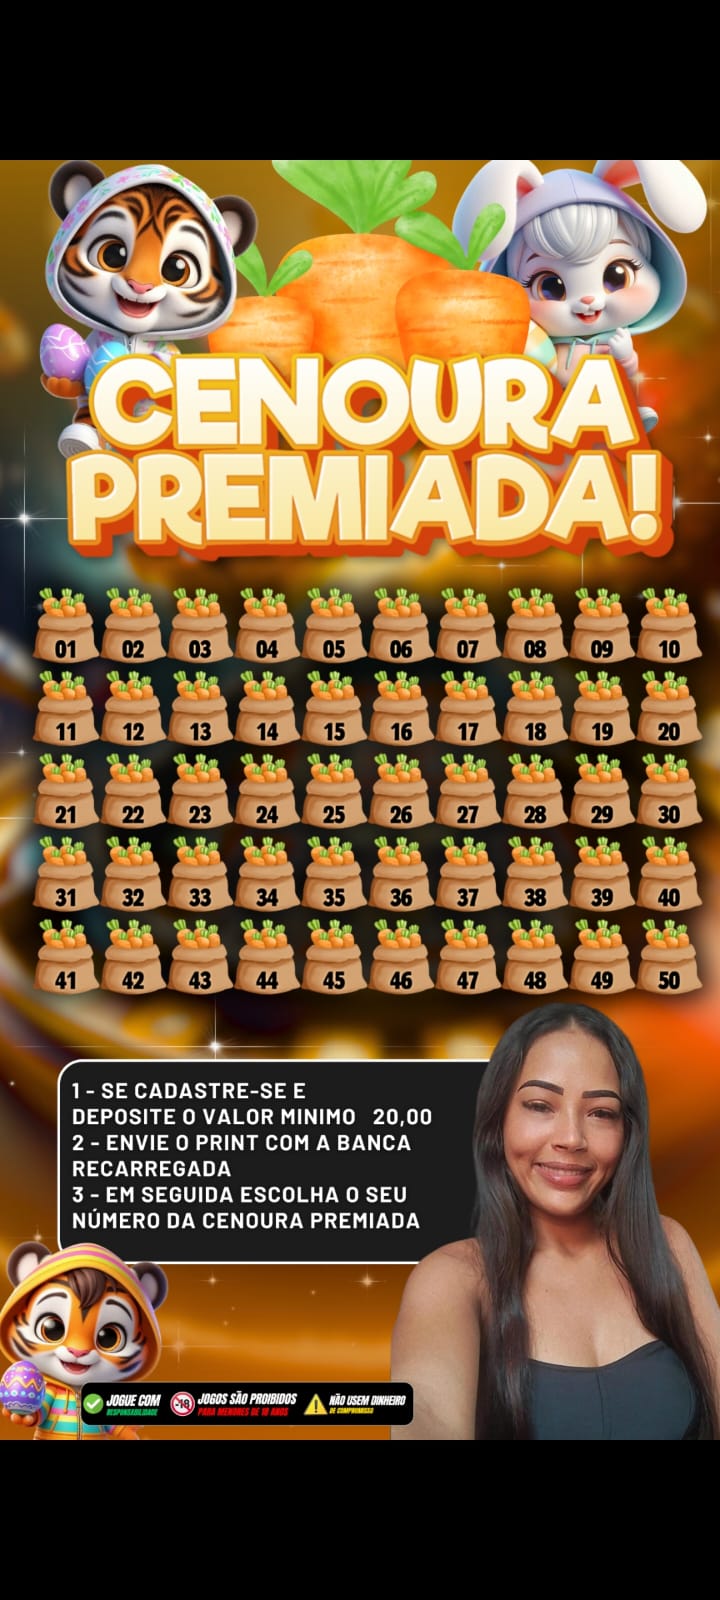 CENOURA
PREMIADA!
01 02 03 04 05 06 07 08 09 10
11 12 13 14 15 16 17 18 19 20
21 22 23 24 25 26 27 28 29 30
31 32 33 34 35 36 37 38 39 40
41 42 43 44 45 46 47 48 49 50
1 - SE CADASTRE-SE E
DEPOSITE O VALOR MINIMO 20,00
2 - ENVIE O PRINT COM A BANCA
RECARREGADA
3 - EM SEGUIDA ESCOLHA O SEU
NÚMERO DA CENOURA PREMIADA
JOGUE COM
RESPONSABILIDADE
-18
JOGOS SÃO PROIBIDOS
PARA MENORES DE 18 ANOS
NÃO USEM DINHEIRO
DE COMPROMISSO